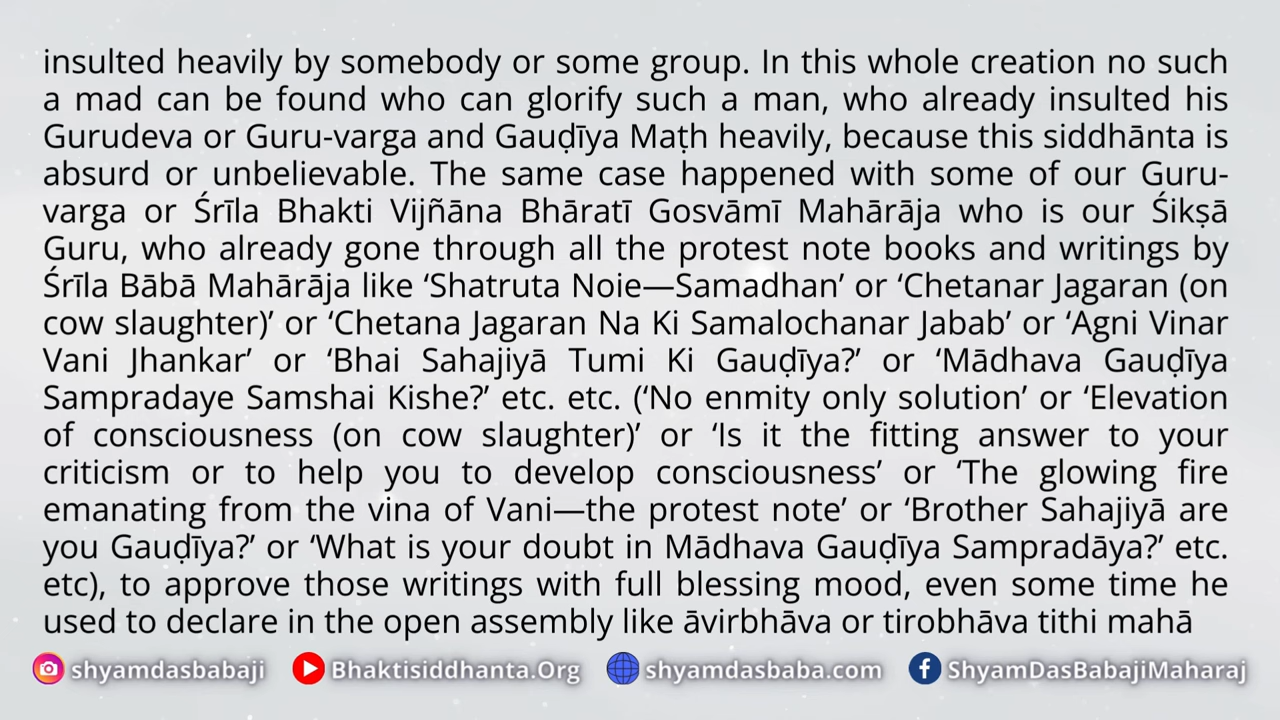 insulted heavily by somebody or some group. In this whole creation no such
a mad can be found who can glorify such a man, who already insulted his
Gurudeva or Guru-varga and Gauḍīya Maṭh heavily, because this siddhānta is
absurd or unbelievable. The same case happened with some of our Guru-
varga or Śrīla Bhakti Vijñāna Bhāratī Gosvāmī Mahārāja who is our Śikṣā
Guru, who already gone through all the protest note books and writings by
Śrīla Bābā Mahārāja like ‘Shatruta Noie—Samadhan’ or ‘Chetanar Jagaran (on
cow slaughter)’ or ‘Chetana Jagaran Na Ki Samalochanar Jabab’ or ‘Agni Vinar
Vani Jhankar’ or ‘Bhai Sahajiyā Tumi Ki Gauḍīya?’ or ‘Mādhava Gauḍīya
Sampradaye Samshai Kishe?’ etc. etc. (‘No enmity only solution’ or ‘Elevation
of consciousness (on cow slaughter)’ or ‘Is it the fitting answer to your
criticism or to help you to develop consciousness’ or ‘The glowing fire
emanating from the vina of Vani—the protest note’ or ‘Brother Sahajiyā are
you Gauḍīya?’ or ‘What is your doubt in Mādhava Gauḍīya Sampradāya?’ etc.
etc), to approve those writings with full blessing mood, even some time he
used to declare in the open assembly like āvirbhāva or tirobhāva tithi mahā
shyamdasbabaji Bhaktisiddhanta.Org shyamdasbaba.com ShyamDasBabajiMaharaj